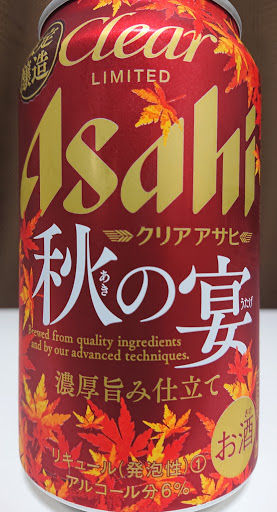 醸造
Clear
LIMITED
Asahi
クリアアサヒ
秋の宴
あき
うたげ
Brewed from quality ingredients
and by our advanced techniques.
濃厚旨み仕立て
お酒
さけ
リキュール(発泡性)①
アルコール分6%